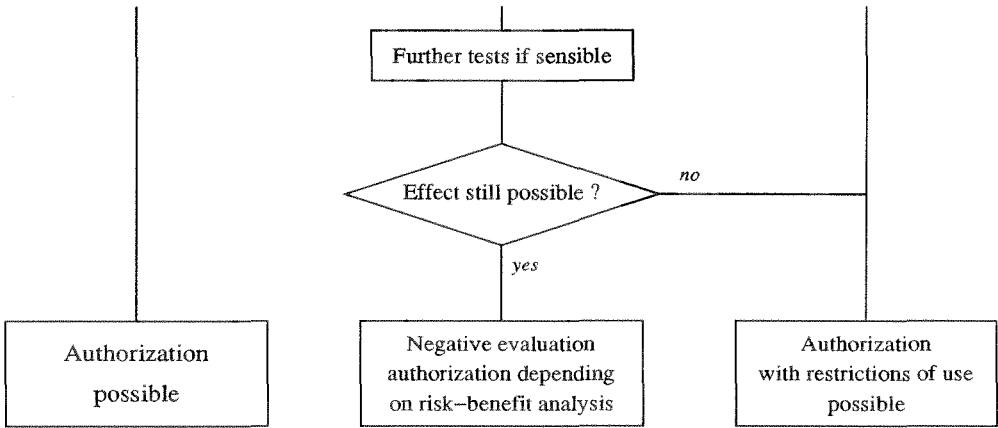 Further tests if sensible
Effect still possible ?
no
yes
Authorization
possible
Negative evaluation
authorization depending
on risk–benefit analysis
Authorization
with restrictions of use
possible